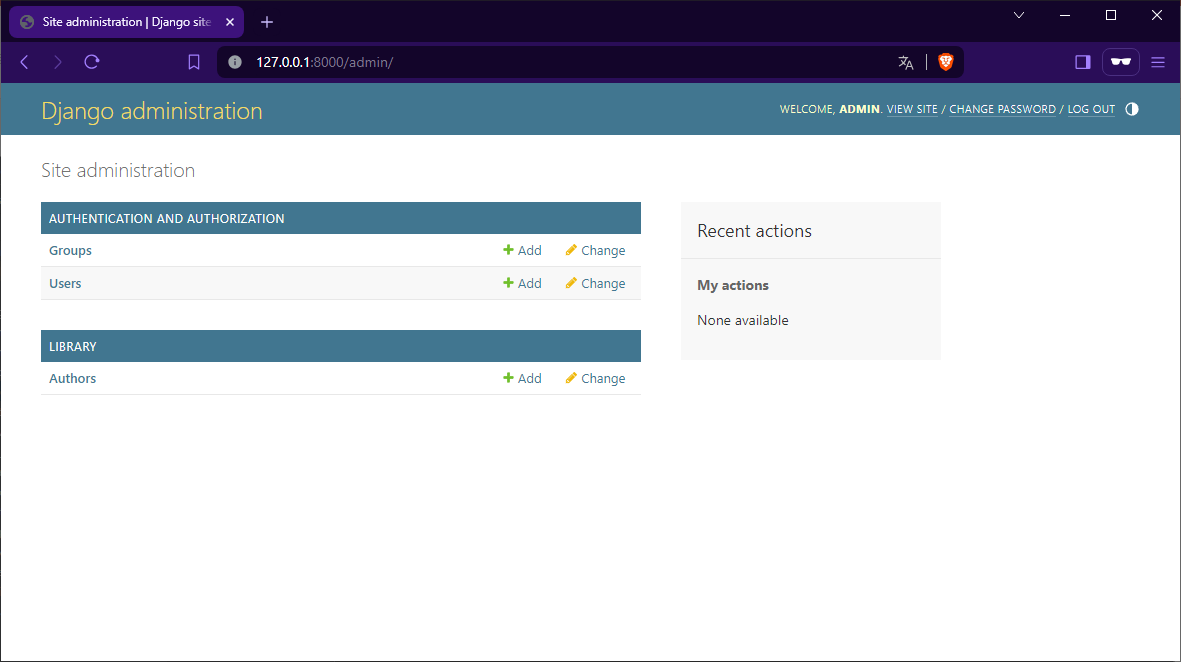 Site administration | Django site
127.0.0.1:8000/admin/
Django administration
WELCOME, ADMIN. VIEW SITE / CHANGE PASSWORD / LOG OUT
Site administration
AUTHENTICATION AND AUTHORIZATION
Groups Add Change
Users Add Change
LIBRARY
Authors Add Change
Recent actions
My actions
None available